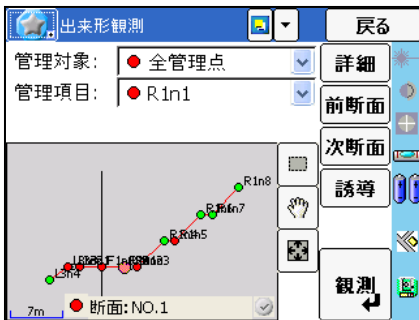 出来形観測
戻る
管理対象: 全管理点
詳細
管理項目: R1n1
前断面
次断面
誘導
R1n8
L3n4
7m
断面:NO.1
観測